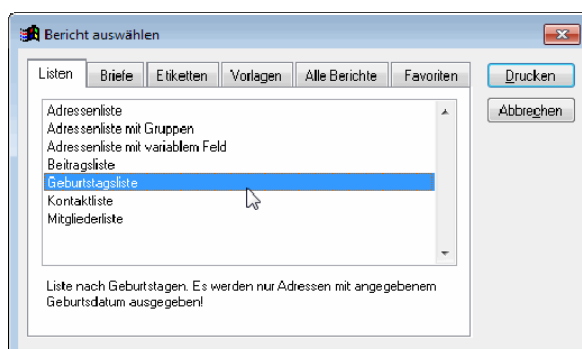 Bericht auswählen
Listen Briefe Etiketten Vorlagen Alle Berichte Favoriten
Drucken
Abbrechen
Adressenliste
Adressenliste mit Gruppen
Adressenliste mit variablem Feld
Beitragsliste
Geburtstagsliste
Kontaktliste
Mitgliederliste
Liste nach Geburtstagen. Es werden nur Adressen mit angegebenem
Geburtsdatum ausgegeben!